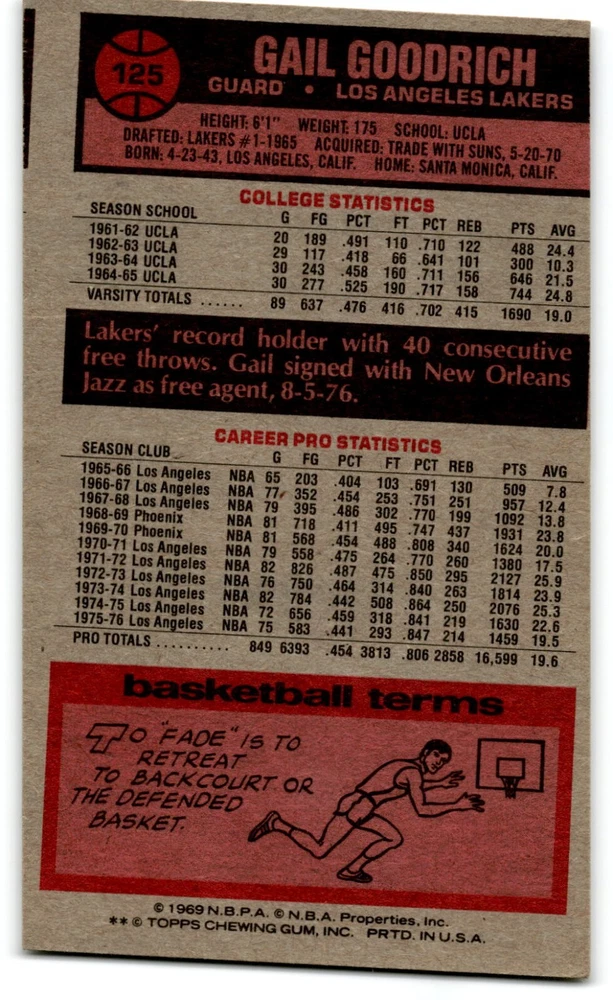 125
GAIL GOODRICH
GUARD • LOS ANGELES LAKERS
HEIGHT: 6'1" WEIGHT: 175 SCHOOL: UCLA
DRAFTED: LAKERS #1-1965 ACQUIRED: TRADE WITH SUNS, 5-20-70
BORN: 4-23-43, LOS ANGELES, CALIF. HOME: SANTA MONICA, CALIF.
COLLEGE STATISTICS
SEASON SCHOOL G FG PCT FT PCT REB PTS AVG
1961-62 UCLA 20 189 .491 110 .710 122 488 24.4
1962-63 UCLA 29 117 .418 66 .641 101 300 10.3
1963-64 UCLA 30 243 .458 160 .711 156 646 21.5
1964-65 UCLA 30 277 .525 190 .717 158 744 24.8
VARSITY TOTALS ...... 89 637 .476 416 .702 415 1690 19.0
Lakers' record holder with 40 consecutive
free throws. Gail signed with New Orleans
Jazz as free agent, 8-5-76.
CAREER PRO STATISTICS
SEASON CLUB G FG PCT FT PCT REB PTS AVG
1965-66 Los Angeles NBA 65 203 .404 103 .691 130 509 7.8
1966-67 Los Angeles NBA 77 352 .454 253 .751 251 957 12.4
1967-68 Los Angeles NBA 79 395 .486 302 .770 199 1092 13.8
1968-69 Phoenix NBA 81 718 .411 495 .747 437 1931 23.8
1969-70 Phoenix NBA 81 568 .454 488 .808 340 1624 20.0
1970-71 Los Angeles NBA 79 558 .475 264 .770 260 1380 17.5
1971-72 Los Angeles NBA 82 826 .487 475 .850 295 2127 25.9
1972-73 Los Angeles NBA 76 750 .464 314 .840 263 1814 23.9
1973-74 Los Angeles NBA 82 784 .442 508 .864 250 2076 25.3
1974-75 Los Angeles NBA 72 656 .459 318 .841 219 1630 22.6
1975-76 Los Angeles NBA 75 583 .441 293 .847 214 1459 19.5
PRO TOTALS .................. 849 6393 .454 3813 .806 2858 16,599 19.6
basketball terms
TO "FADE" IS TO
RETREAT
TO BACKCOURT OR
THE DEFENDED
BASKET.
© 1969 N.B.P.A. © N.B.A. Properties, Inc.
** © TOPPS CHEWING GUM, INC. PRTD. IN U.S.A.